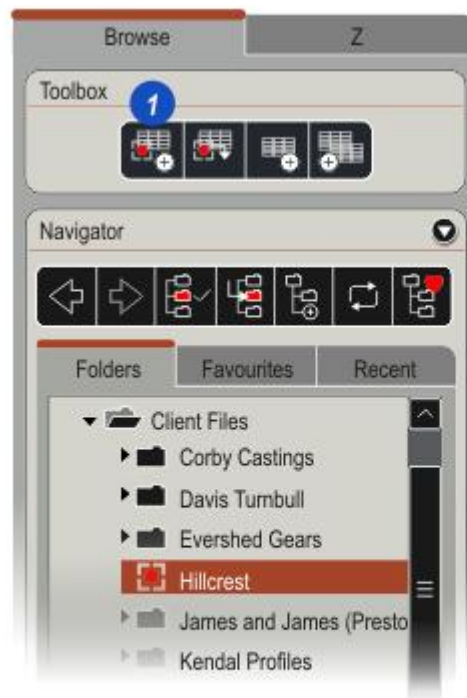 Browse Z
Toolbox
1
Navigator
Folders Favourites Recent
Client Files
Corby Castings
Davis Turnbull
Evershed Gears
Hillcrest
James and James (Presto
Kendal Profiles